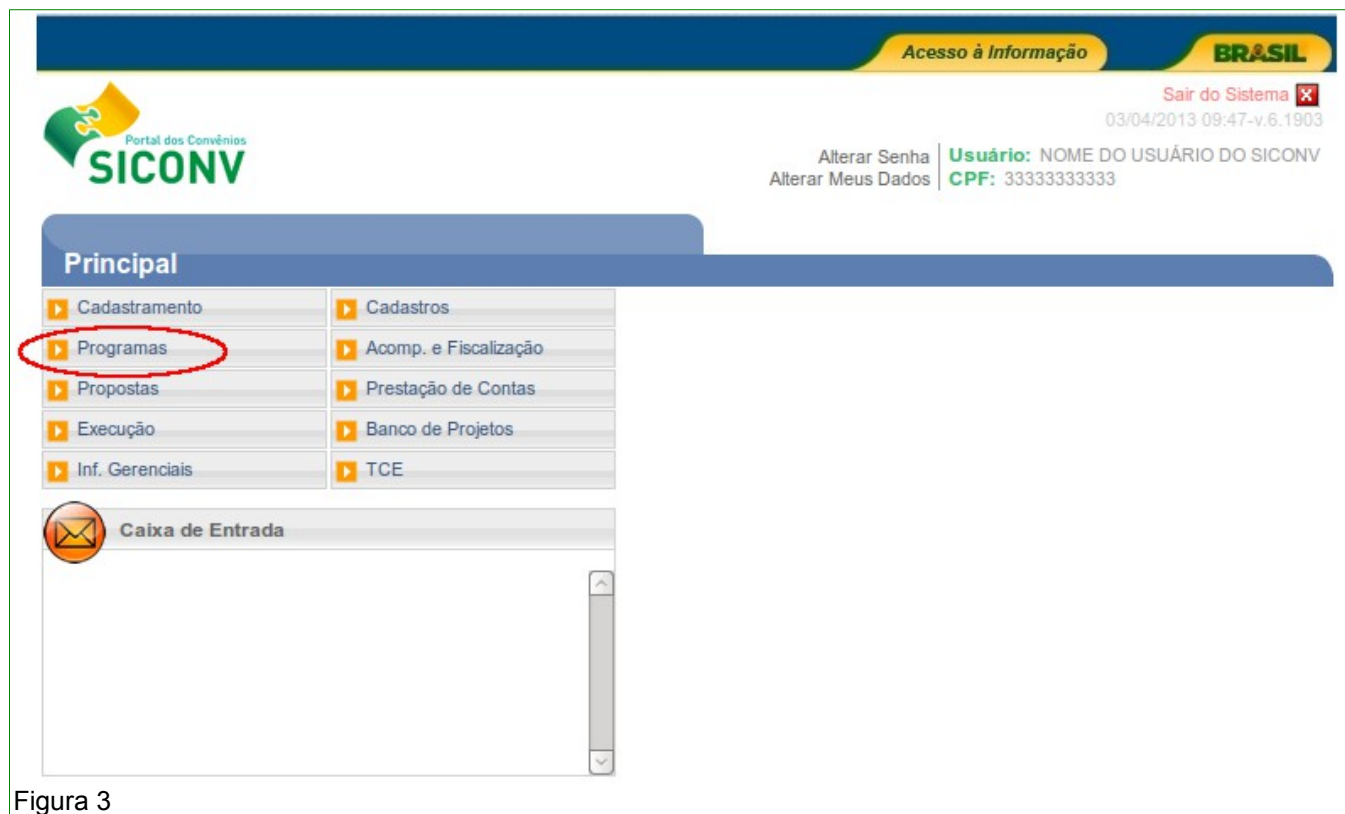 Acesso à Informação
BRASIL
Sair do Sistema
03/04/2013 09:47-v.6.1903
Portal dos Convênios
SICONV
Alterar Senha
Usuário: NOME DO USUÁRIO DO SICONV
Alterar Meus Dados
CPF: 33333333333
Principal
Cadastramento
Cadastros
Programas
Acomp. e Fiscalização
Propostas
Prestação de Contas
Execução
Banco de Projetos
Inf. Gerenciais
TCE
Caixa de Entrada
Figura 3